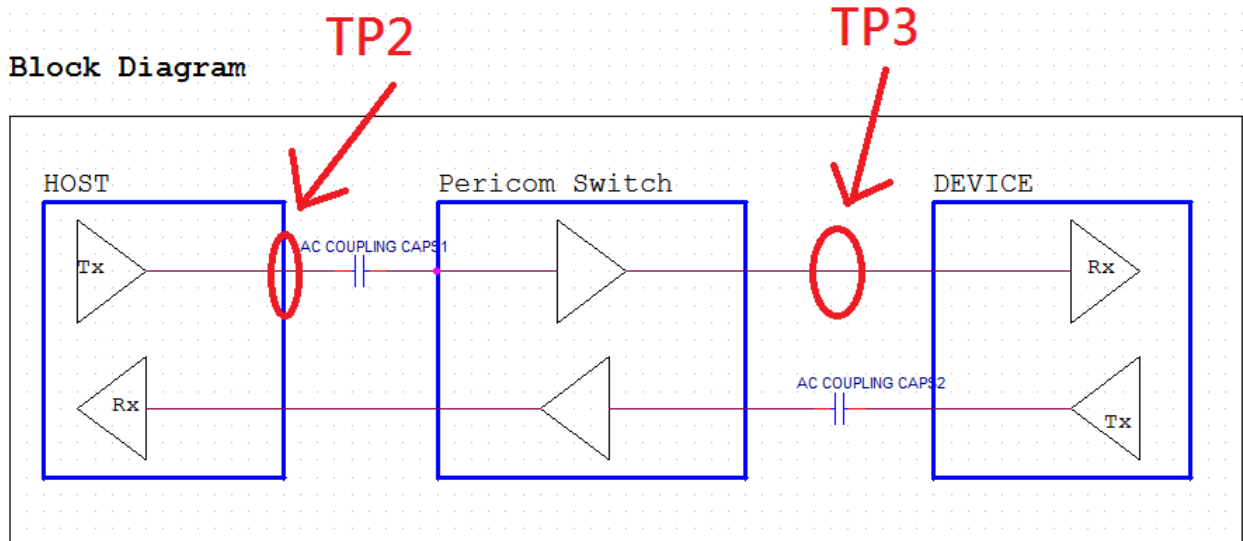 TP2
TP3
Block Diagram
HOST
Pericom Switch
DEVICE
AC COUPLING CAPS1
Tx
Rx
AC COUPLING CAPS2
Rx
Tx